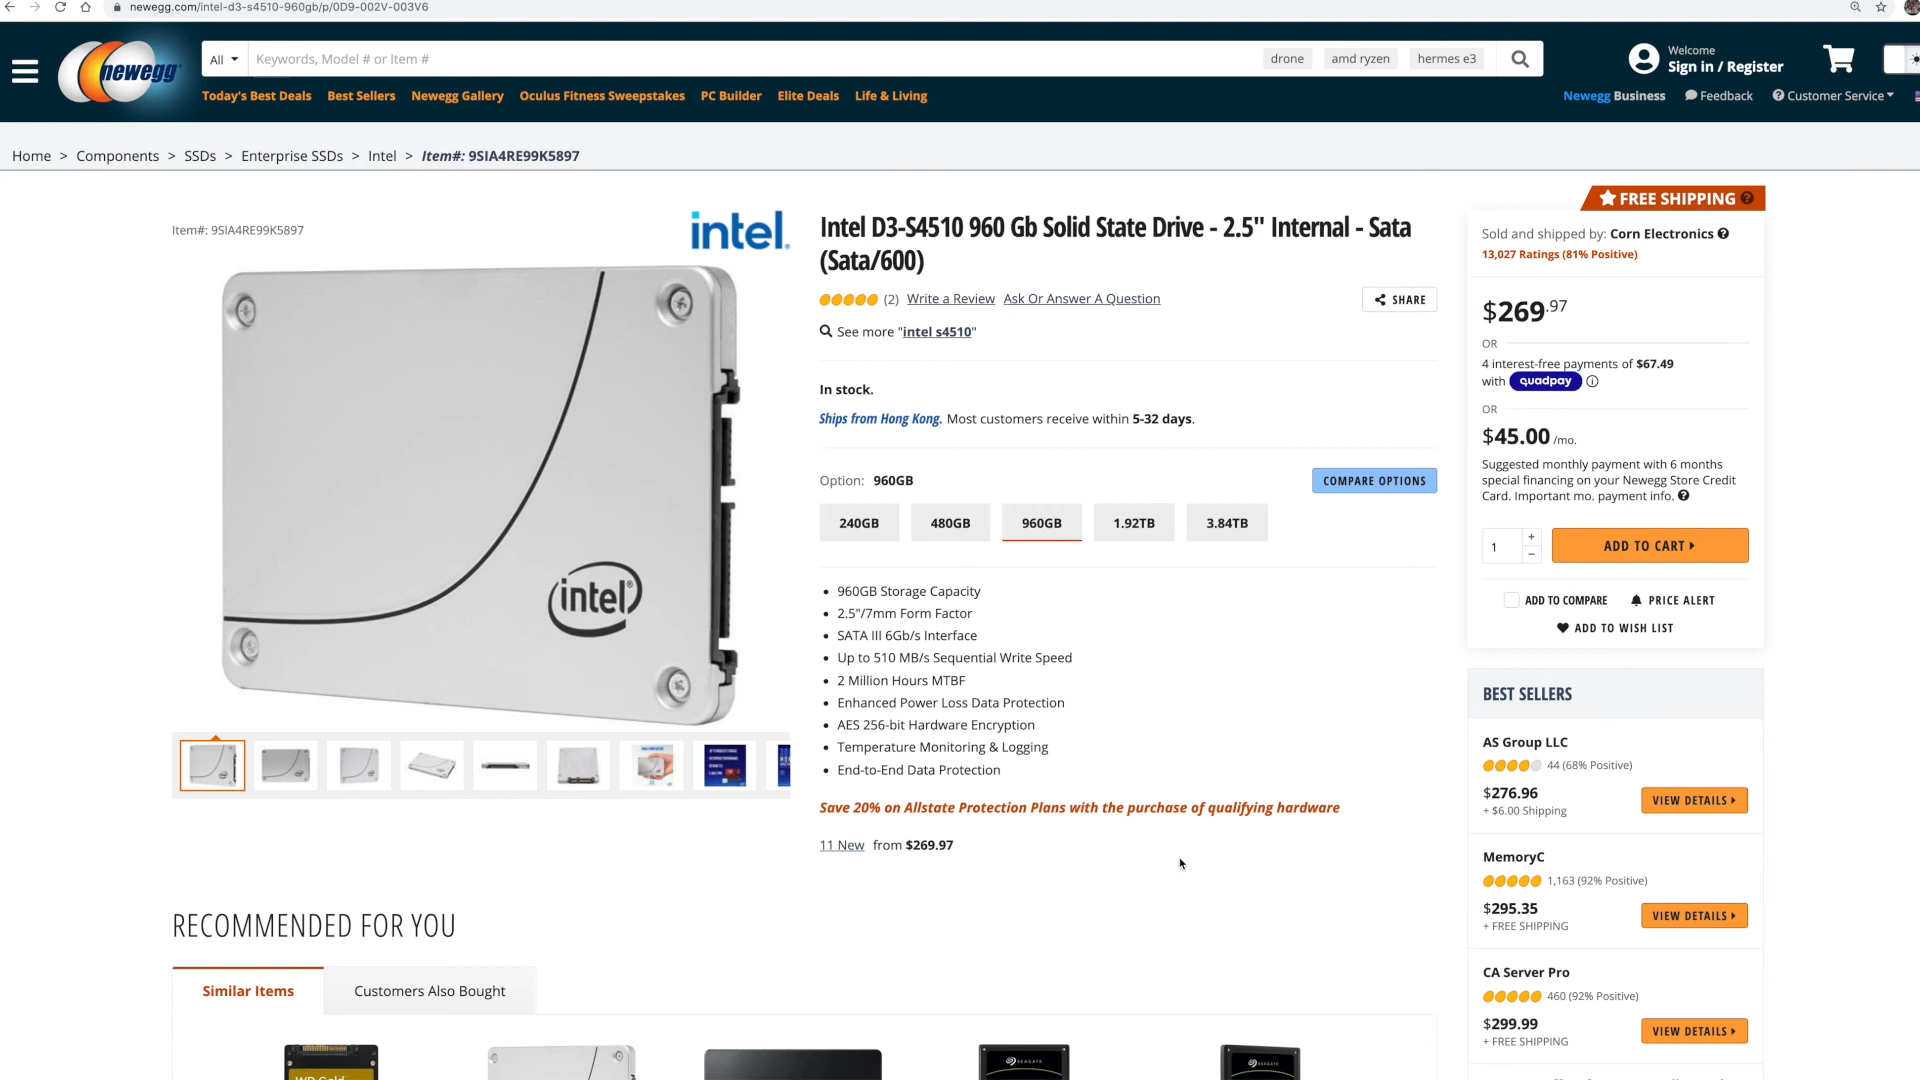 newegg.com/intel-d3-s4510-960gb/p/0D9-002V-003V6
newegg
All
Keywords, Model # or Item #
drone
amd ryzen
hermes e3
Welcome
Sign in / Register
Today's Best Deals
Best Sellers
Newegg Gallery
Oculus Fitness Sweepstakes
PC Builder
Elite Deals
Life & Living
Newegg Business
Feedback
Customer Service
Home > Components > SSDs > Enterprise SSDs > Intel > Item#: 9SIA4RE99K5897
Item#: 9SIA4RE99K5897
intel.
intel
Intel D3-S4510 960 Gb Solid State Drive - 2.5" Internal - Sata
(Sata/600)
(2) Write a Review Ask Or Answer A Question
SHARE
See more "intel s4510"
In stock.
Ships from Hong Kong. Most customers receive within 5-32 days.
Option: 960GB
COMPARE OPTIONS
240GB
480GB
960GB
1.92TB
3.84TB
• 960GB Storage Capacity
• 2.5"/7mm Form Factor
• SATA III 6Gb/s Interface
• Up to 510 MB/s Sequential Write Speed
• 2 Million Hours MTBF
• Enhanced Power Loss Data Protection
• AES 256-bit Hardware Encryption
• Temperature Monitoring & Logging
• End-to-End Data Protection
Save 20% on Allstate Protection Plans with the purchase of qualifying hardware
11 New from $269.97
FREE SHIPPING
Sold and shipped by: Corn Electronics
13,027 Ratings (81% Positive)
$269.97
OR
4 interest-free payments of $67.49
with quadpay
OR
$45.00 /mo.
Suggested monthly payment with 6 months
special financing on your Newegg Store Credit
Card. Important mo. payment info.
1
ADD TO CART
ADD TO COMPARE
PRICE ALERT
ADD TO WISH LIST
BEST SELLERS
AS Group LLC
44 (68% Positive)
$276.96
+ $6.00 Shipping
VIEW DETAILS
MemoryC
1,163 (92% Positive)
$295.35
+ FREE SHIPPING
VIEW DETAILS
CA Server Pro
460 (92% Positive)
$299.99
+ FREE SHIPPING
VIEW DETAILS
RECOMMENDED FOR YOU
Similar Items
Customers Also Bought
WD Gold
SEAGATE
SEAGATE